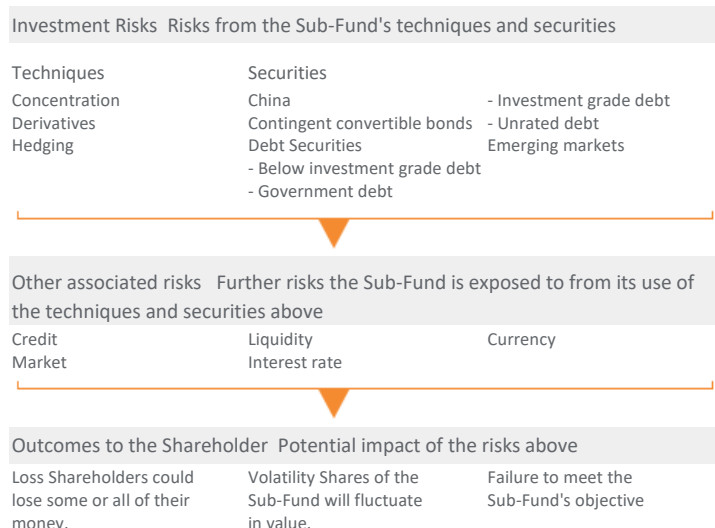 Investment Risks Risks from the Sub-Fund's techniques and securities
Techniques
Concentration
Derivatives
Hedging
Securities
China
Contingent convertible bonds
Debt Securities
- Below investment grade debt
- Government debt
- Investment grade debt
- Unrated debt
Emerging markets
Other associated risks Further risks the Sub-Fund is exposed to from its use of
the techniques and securities above
Credit
Market
Liquidity
Interest rate
Currency
Outcomes to the Shareholder Potential impact of the risks above
Loss Shareholders could
lose some or all of their
money.
Volatility Shares of the
Sub-Fund will fluctuate
in value.
Failure to meet the
Sub-Fund's objective